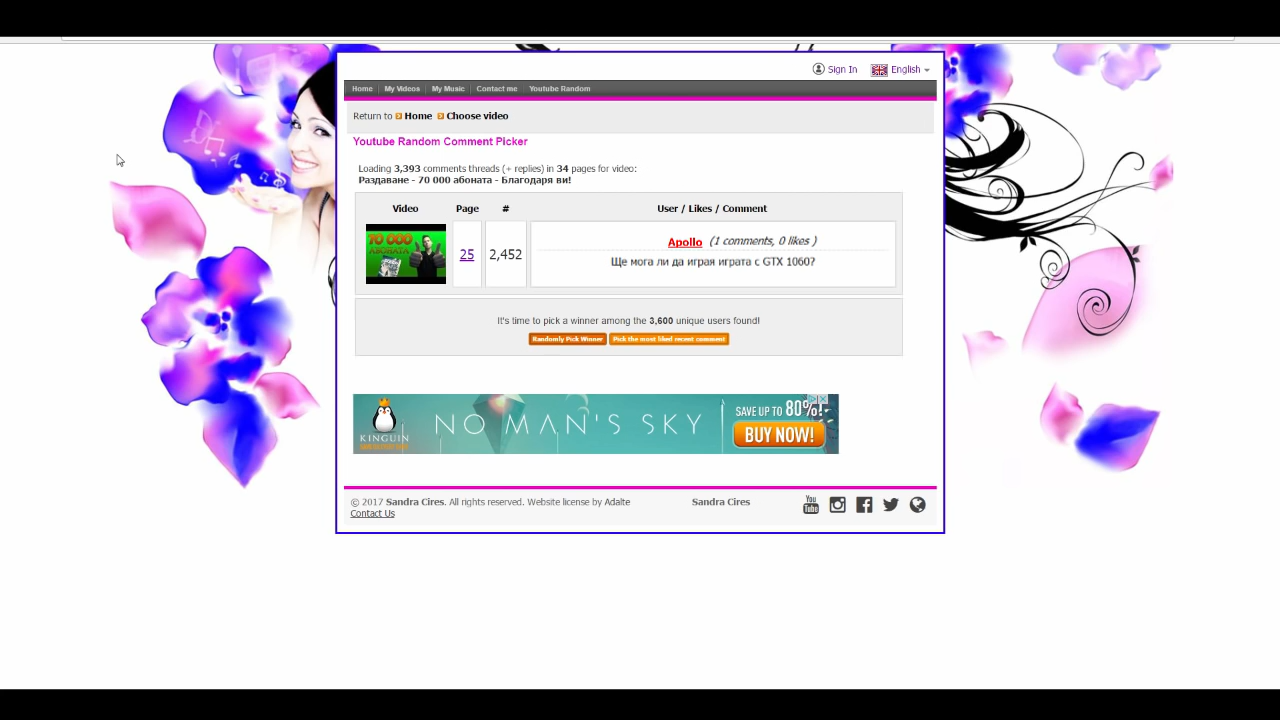 Sign In English
Home My Videos My Music Contact me Youtube Random
Return to Home Choose video
Youtube Random Comment Picker
Loading 3,393 comments threads (+ replies) in 34 pages for video:
Раздаване - 70 000 абоната - Благодаря ви!
Video Page # User / Likes / Comment
70 000
АБОНАТА
25 2,452
Apollo (1 comments, 0 likes )
Ще мога ли да играя играта с GTX 1060?
It's time to pick a winner among the 3,600 unique users found!
Randomly Pick Winner Pick the most liked recent comment
KINGUIN
NO MAN'S SKY
SAVE UP TO 80%!
BUY NOW!
© 2017 Sandra Cires. All rights reserved. Website license by Adalte
Contact Us
Sandra Cires
You
Tube